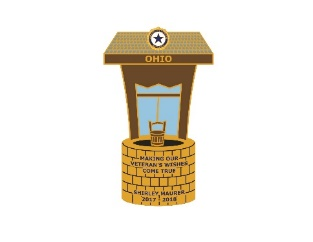 OHIO
MAKING OUR
VETERAN'S WISHES
COME TRUE
SHIRLEY MAURER
2017 - 2018